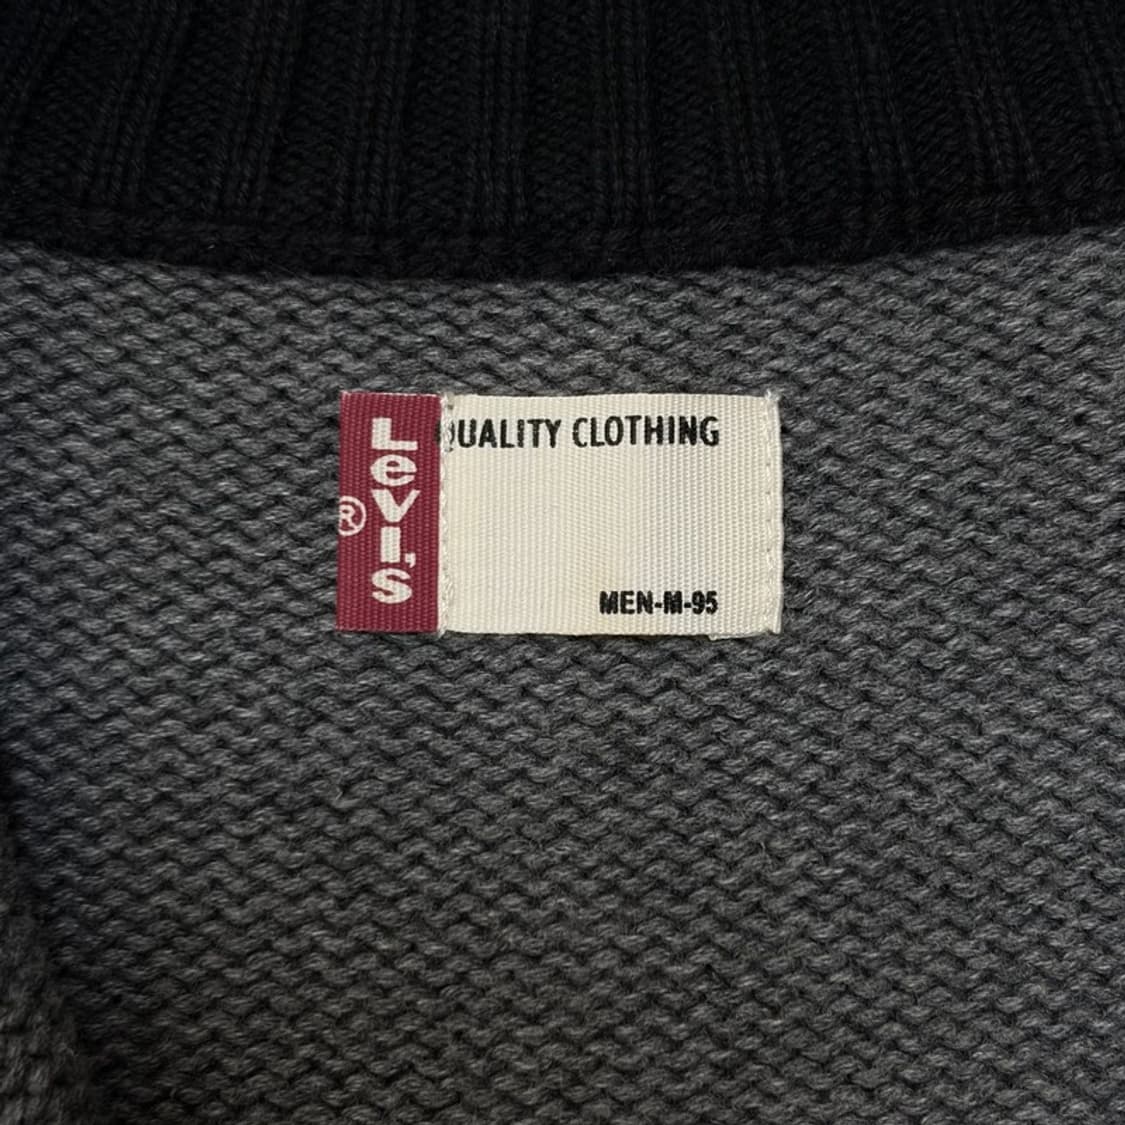 LEVI'S
®
QUALITY CLOTHING
MEN-M-95